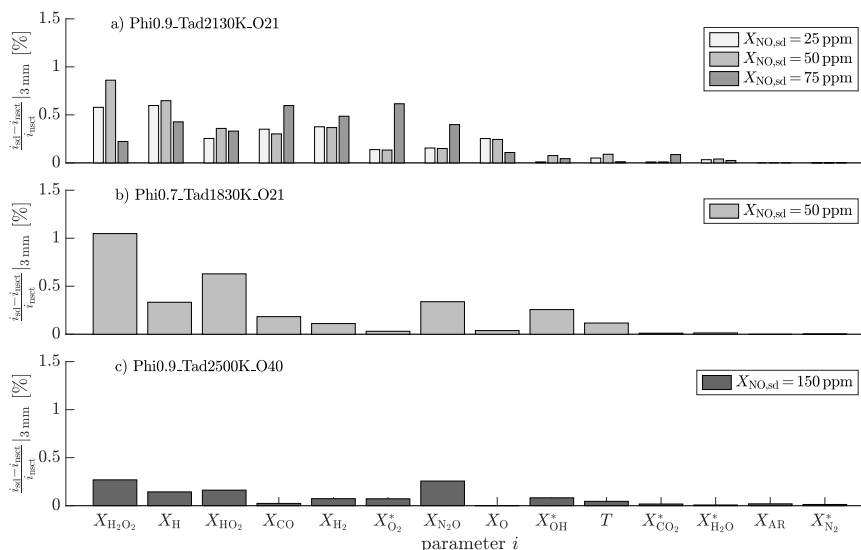 a) Phi0.9_Tad2130K_O21
1.5
1
0.5
0
(i_sd − i_nsct)/i_nsct |3 mm [%]
X_NO,sd = 25 ppm
X_NO,sd = 50 ppm
X_NO,sd = 75 ppm
b) Phi0.7_Tad1830K_O21
1
0.5
0
(i_sd − i_nsct)/i_nsct |3 mm [%]
X_NO,sd = 50 ppm
c) Phi0.9_Tad2500K_O40
1.5
1
0.5
0
(i_sd − i_nsct)/i_nsct |3 mm [%]
X_NO,sd = 150 ppm
X_H₂O₂ X_H X_HO₂ X_CO X_H₂ X*_O₂ X_N₂O X_O X*_OH T X*_CO₂ X*_H₂O X_AR X*_N₂
parameter i